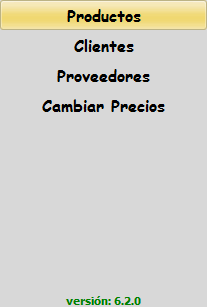 Productos
Clientes
Proveedores
Cambiar Precios
versión: 6.2.0